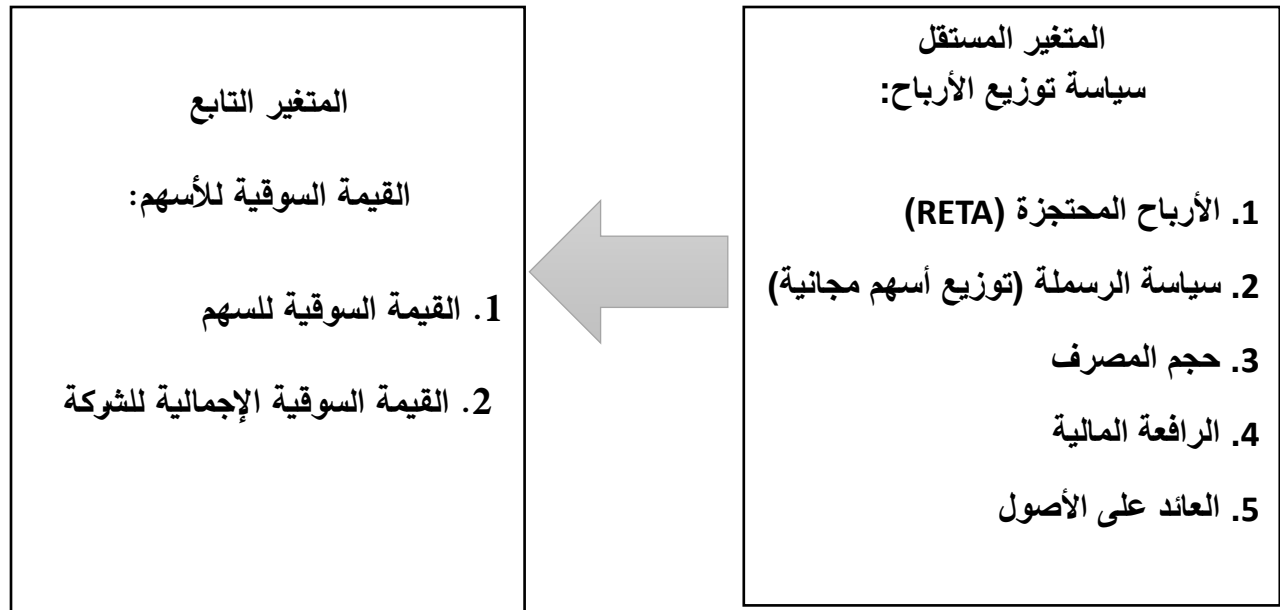 المتغير المستقل
سياسة توزيع الأرباح:
1. الأرباح المحتجزة (RETA)
2. سياسة الرسملة (توزيع أسهم مجانية)
3. حجم المصرف
4. الرافعة المالية
5. العائد على الأصول
المتغير التابع
القيمة السوقية للأسهم:
1. القيمة السوقية للسهم
2. القيمة السوقية الإجمالية للشركة